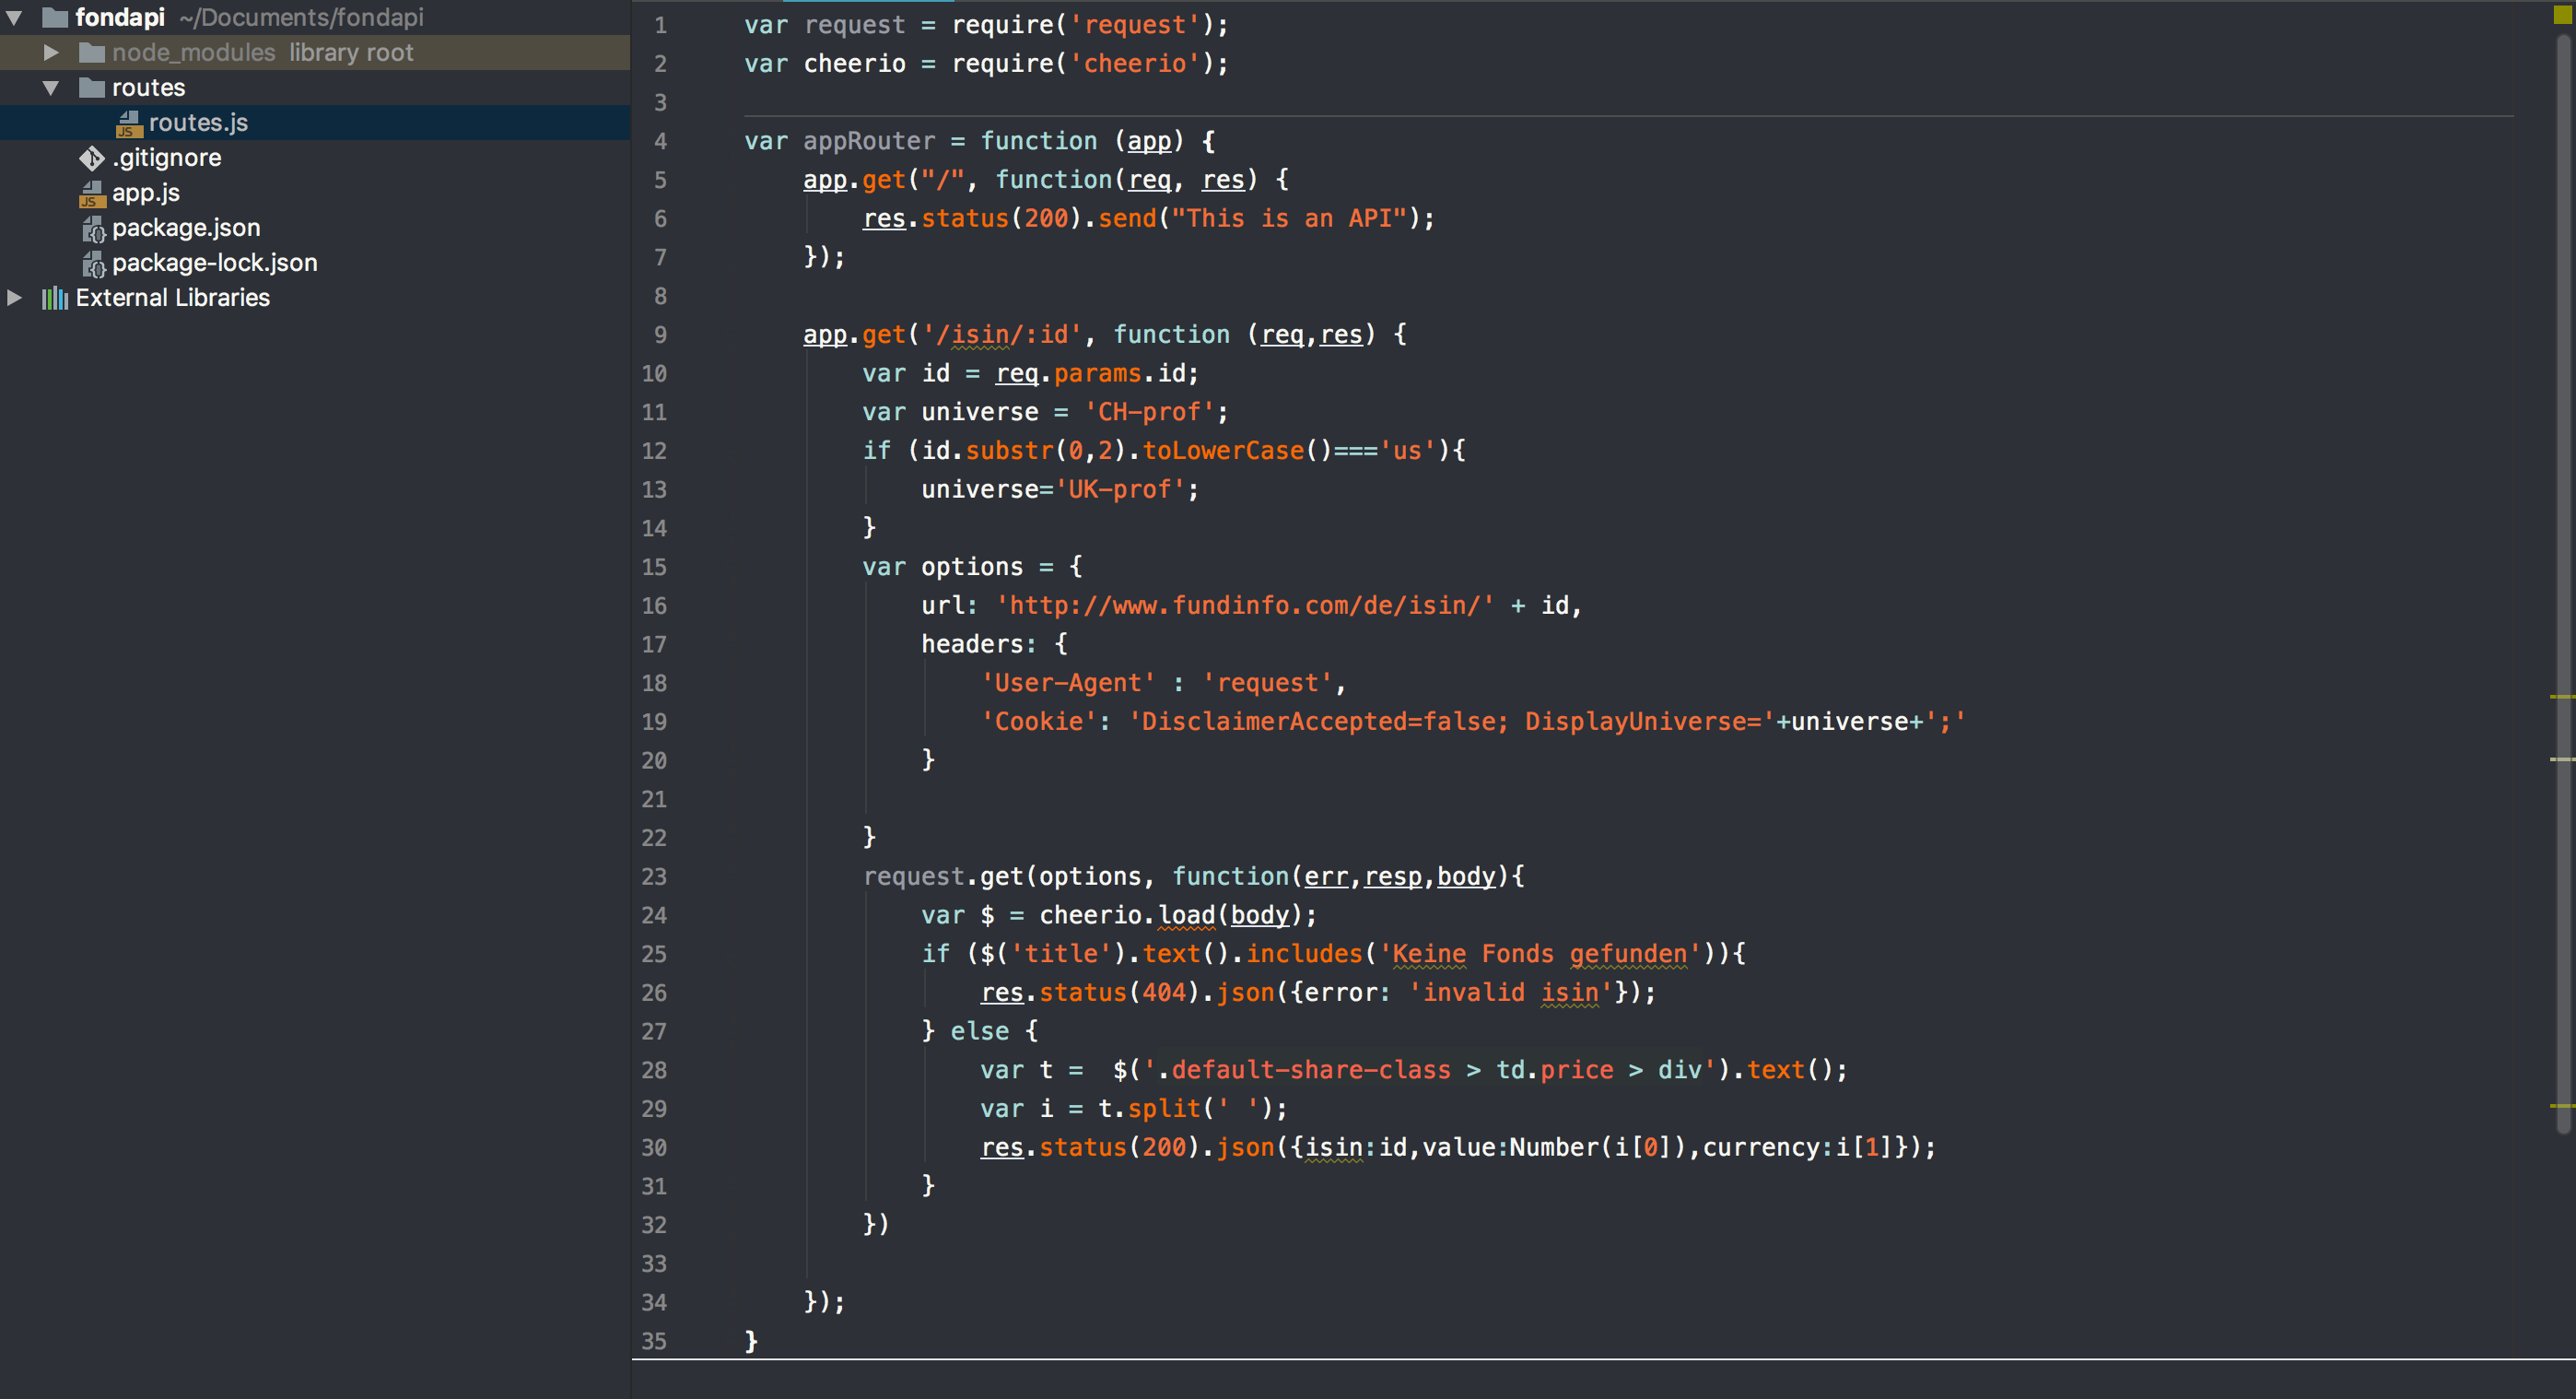 fondapi ~/Documents/fondapi
node_modules library root
routes
routes.js
.gitignore
app.js
package.json
package-lock.json
External Libraries
1 var request = require('request');
2 var cheerio = require('cheerio');
3
4 var appRouter = function (app) {
5 app.get("/", function(req, res) {
6 res.status(200).send("This is an API");
7 });
8
9 app.get('/isin/:id', function (req,res) {
10 var id = req.params.id;
11 var universe = 'CH-prof';
12 if (id.substr(0,2).toLowerCase()==='us'){
13 universe='UK-prof';
14 }
15 var options = {
16 url: 'http://www.fundinfo.com/de/isin/' + id,
17 headers: {
18 'User-Agent' : 'request',
19 'Cookie': 'DisclaimerAccepted=false; DisplayUniverse='+universe+';'
20 }
21
22 }
23 request.get(options, function(err,resp,body){
24 var $ = cheerio.load(body);
25 if ($('title').text().includes('Keine Fonds gefunden')){
26 res.status(404).json({error: 'invalid isin'});
27 } else {
28 var t =  $('.default-share-class > td.price > div').text();
29 var i = t.split(' ');
30 res.status(200).json({isin:id,value:Number(i[0]),currency:i[1]});
31 }
32 })
33
34 });
35 }